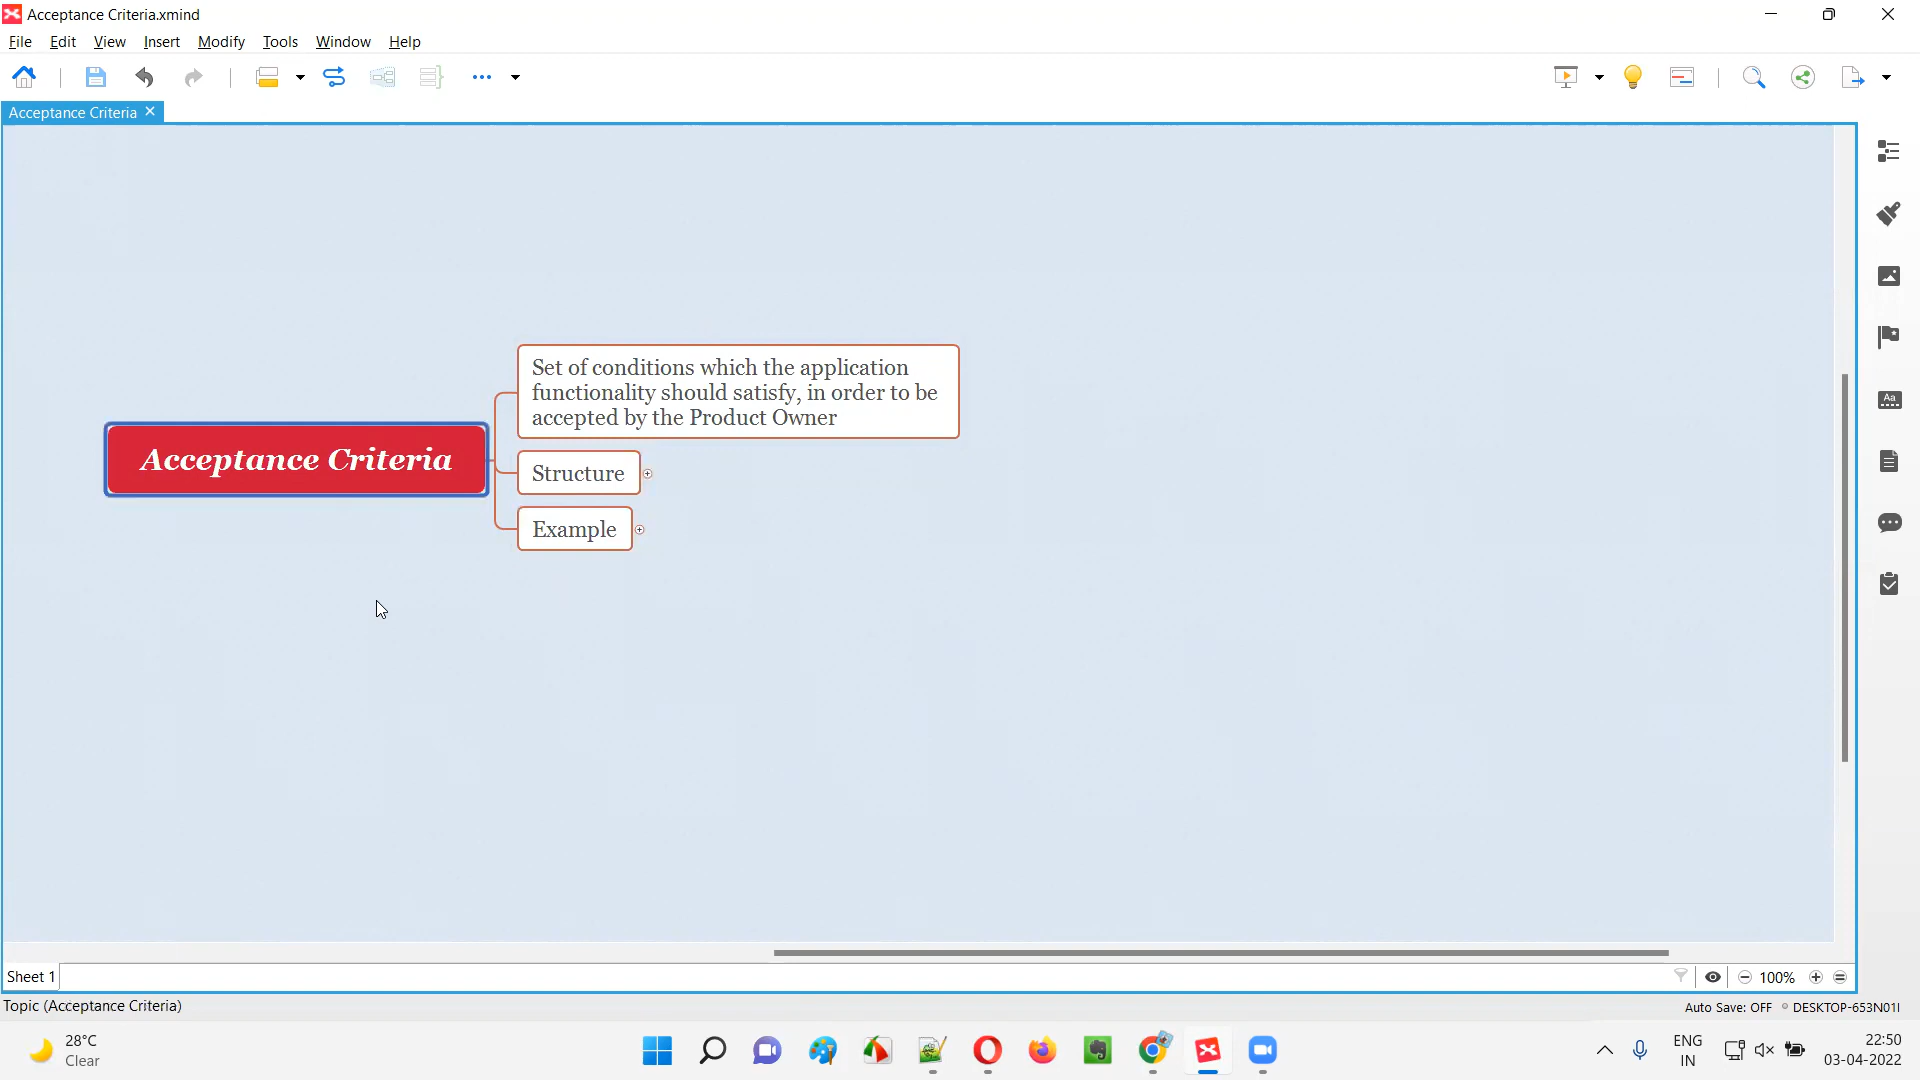 Acceptance Criteria.xmind
File Edit View Insert Modify Tools Window Help
Acceptance Criteria
Set of conditions which the application
functionality should satisfy, in order to be
accepted by the Product Owner
Acceptance Criteria
Structure
Example
Aa
Sheet 1
100%
Topic (Acceptance Criteria)
Auto Save: OFF DESKTOP-653N01I
28°C
Clear
ENG
IN
22:50
03-04-2022